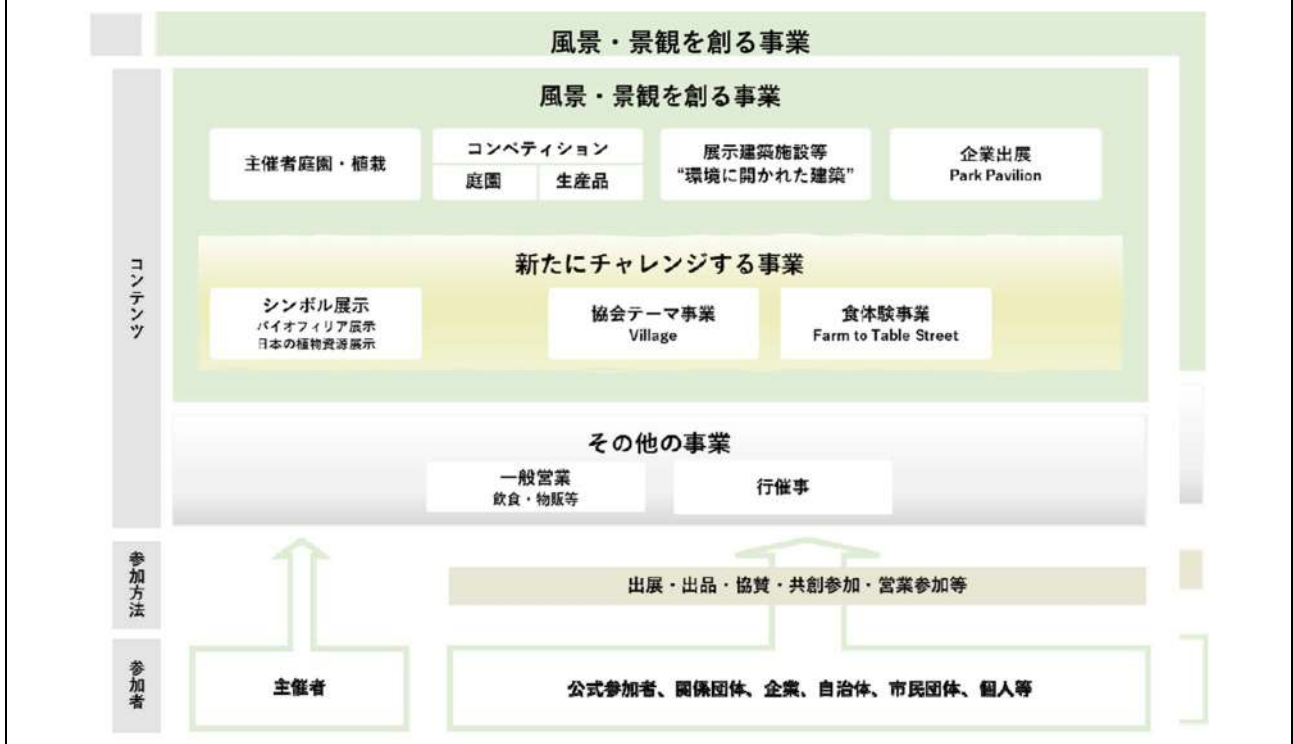 風景・景観を創る事業
風景・景観を創る事業
主催者庭園・植栽
コンペティション
庭園
生産品
展示建築施設等
“環境に開かれた建築”
企業出展
Park Pavilion
コンテンツ
新たにチャレンジする事業
シンボル展示
バイオフィリア展示
日本の植物資源展示
協会テーマ事業
Village
食体験事業
Farm to Table Street
その他の事業
一般営業
飲食・物販等
行催事
参加方法
出展・出品・協賛・共創参加・営業参加等
参加者
主催者
公式参加者、関係団体、企業、自治体、市民団体、個人等